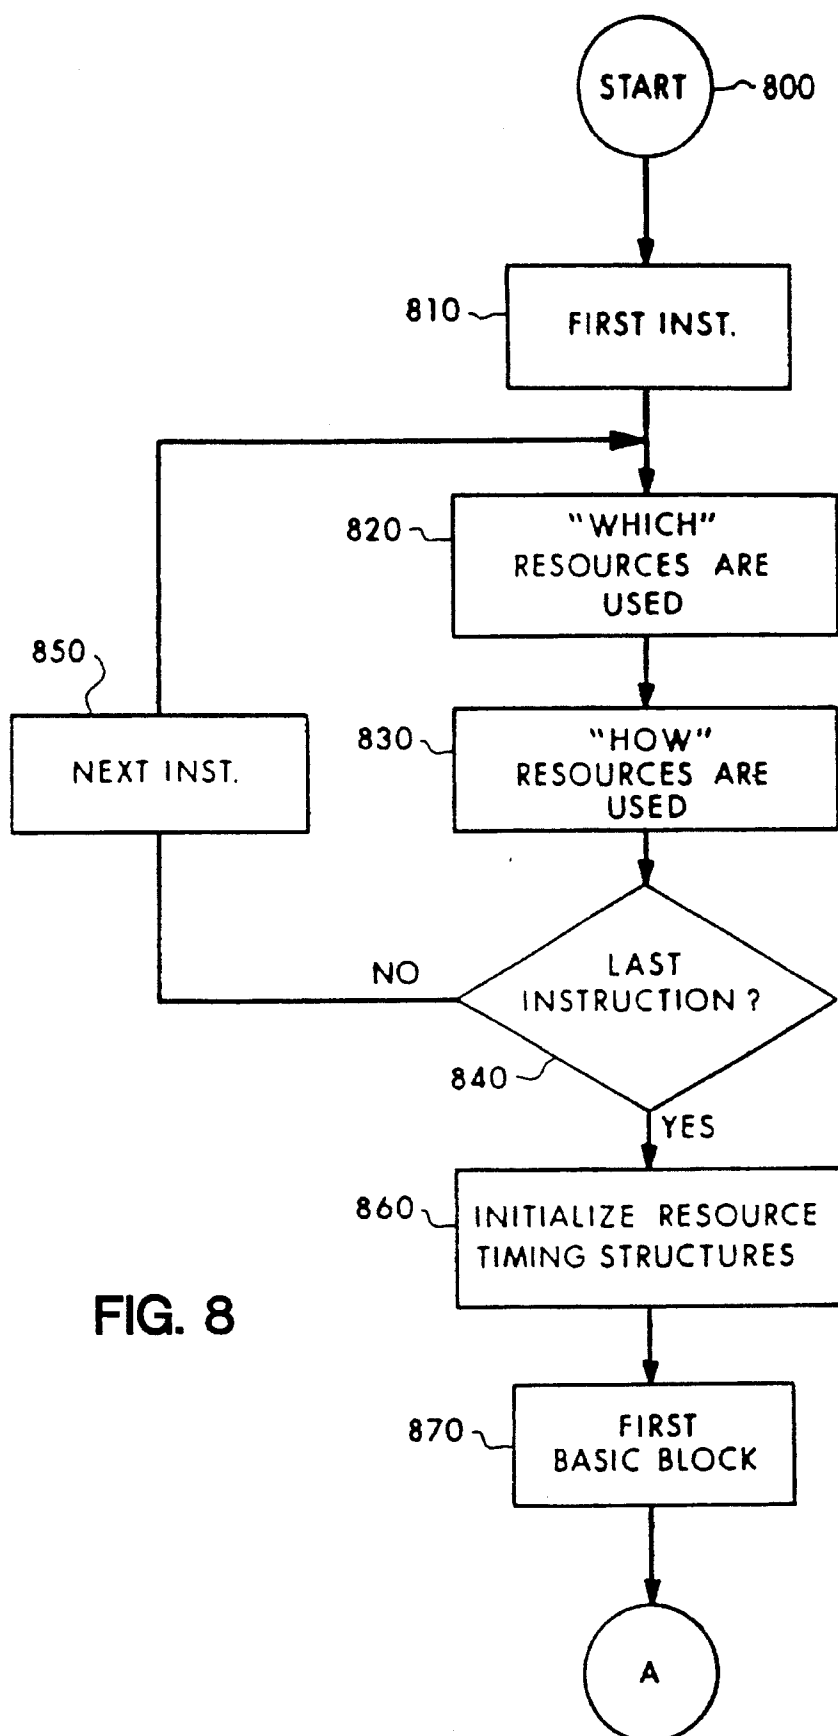 START
800
810
FIRST INST.
820
"WHICH"
RESOURCES ARE
USED
850
NEXT INST.
830
"HOW"
RESOURCES ARE
USED
NO
LAST
INSTRUCTION ?
840
YES
860
INITIALIZE RESOURCE
TIMING STRUCTURES
FIG. 8
870
FIRST
BASIC BLOCK
A